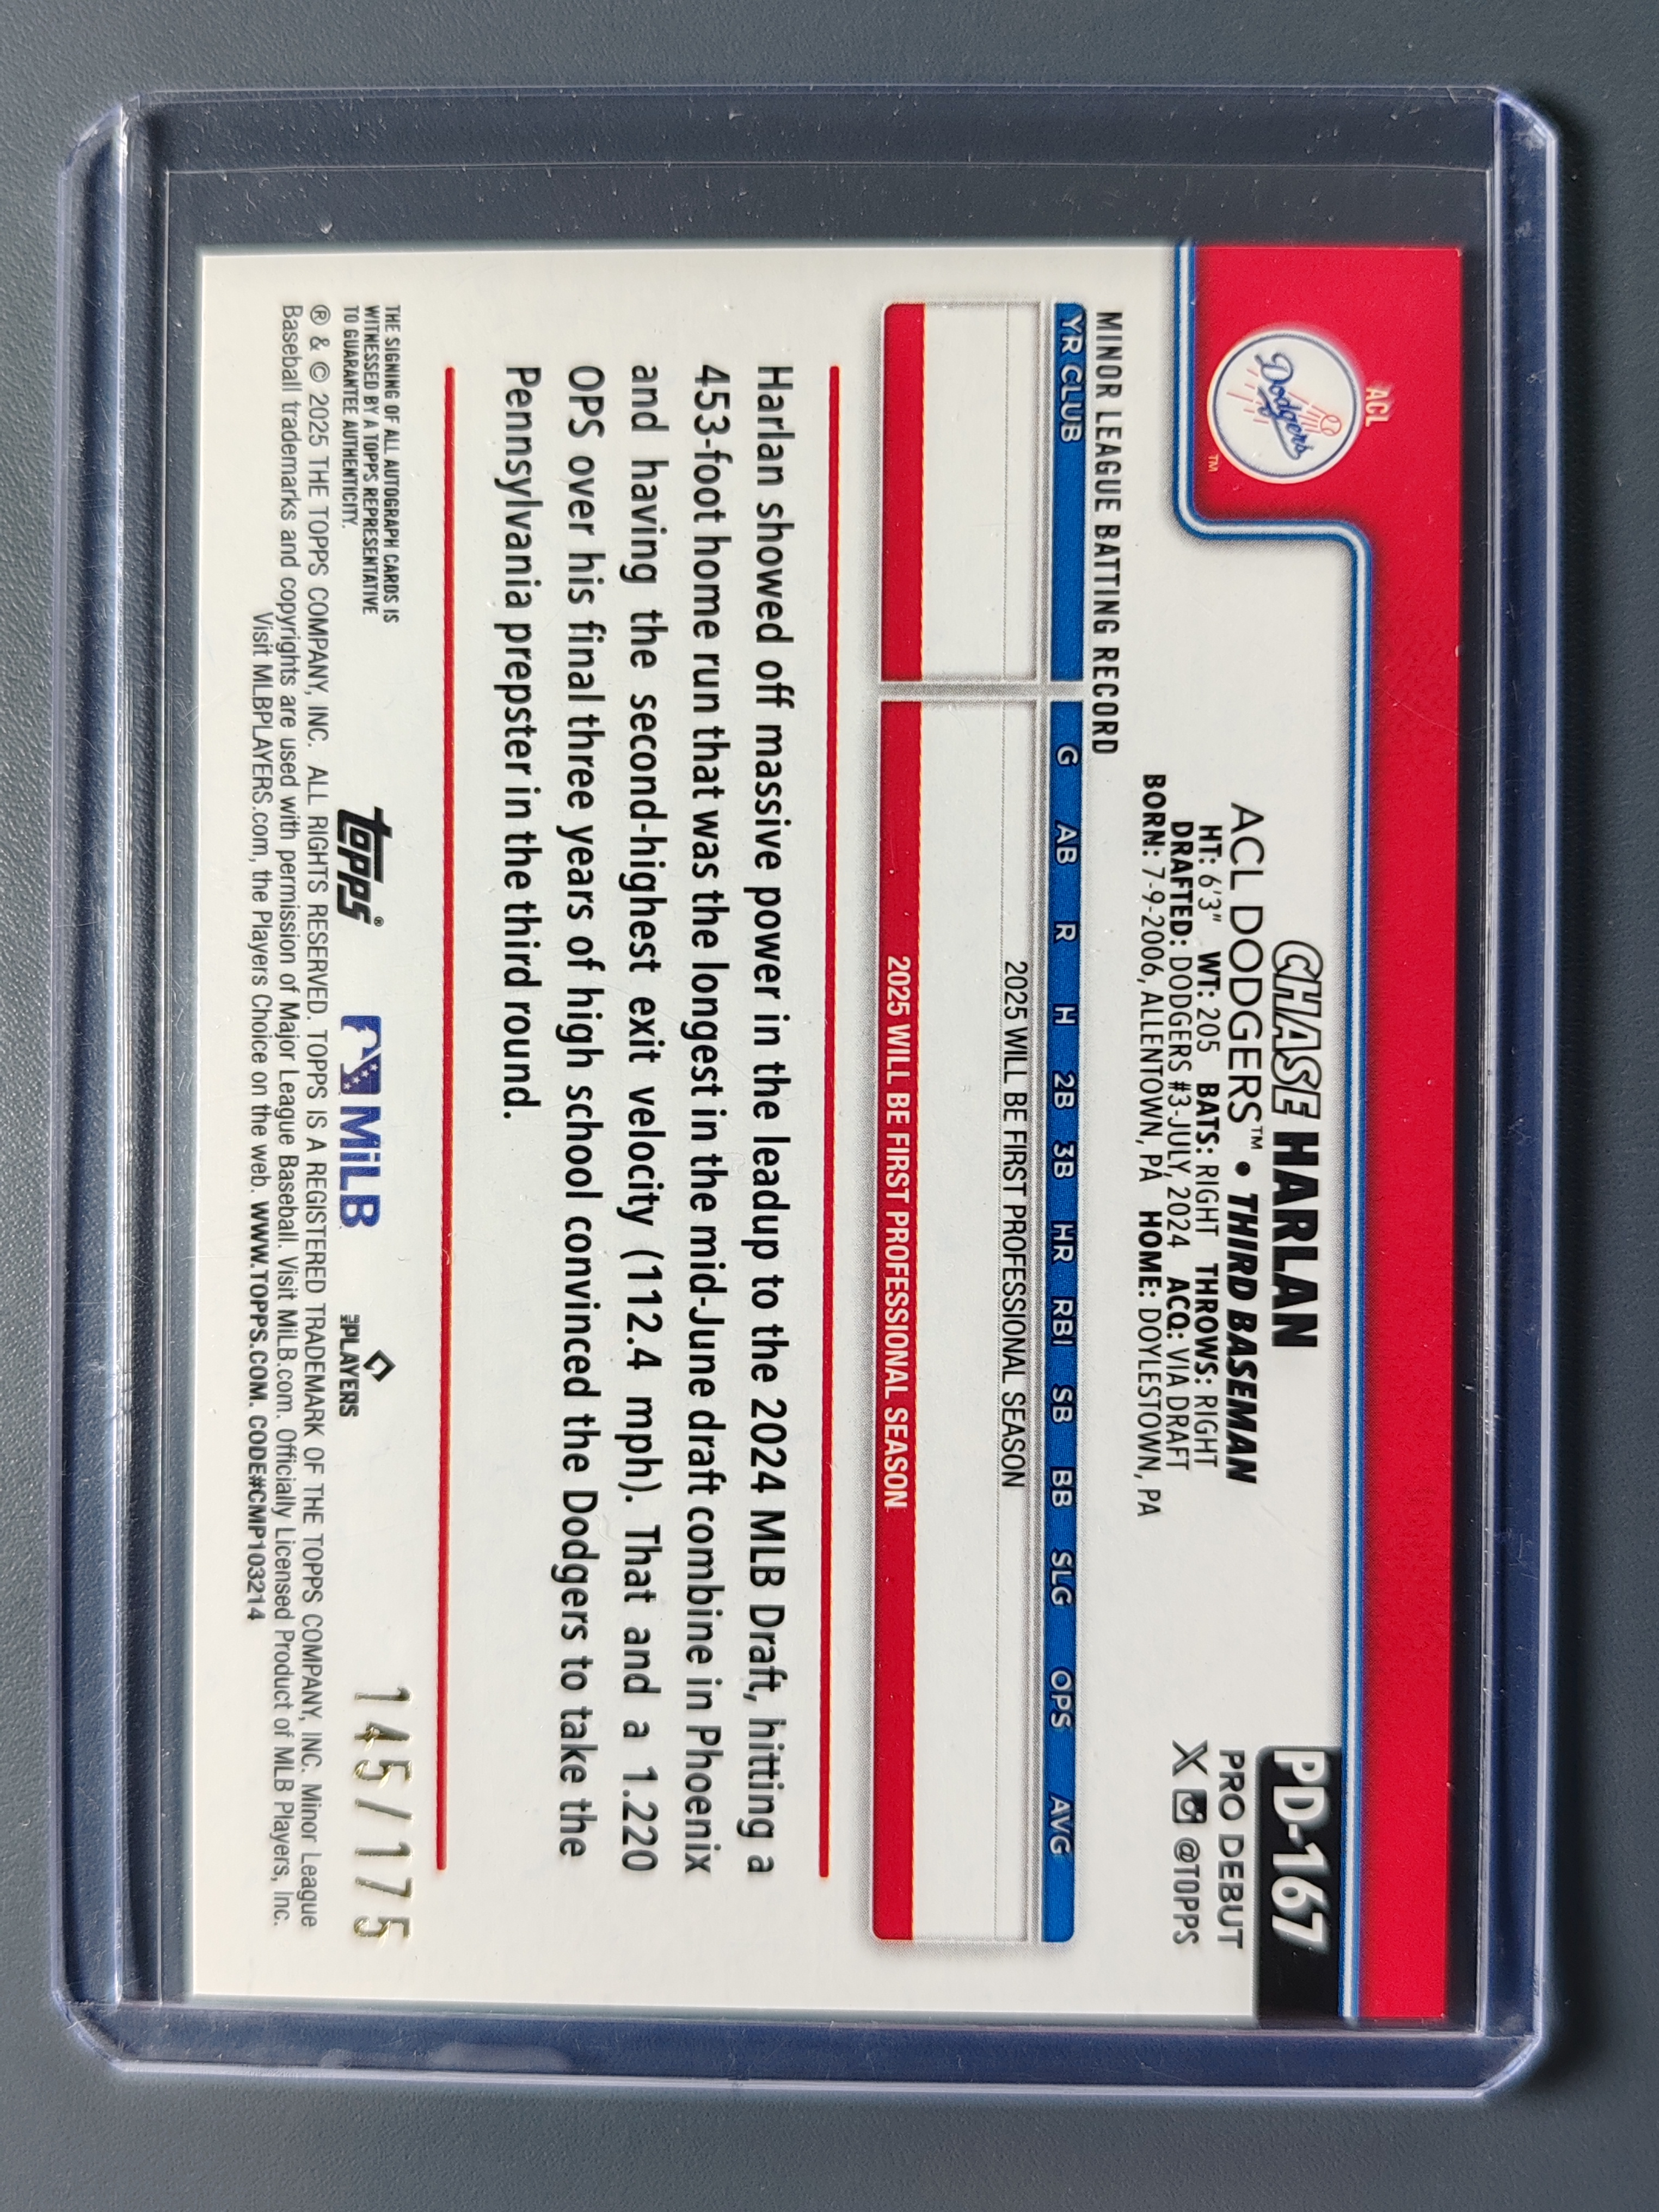 ACL
Dodgers™
CHASE HARLAN
ACL DODGERS™ • THIRD BASEMAN
HT: 6'3" WT: 205 BATS: RIGHT THROWS: RIGHT
DRAFTED: DODGERS #3-JULY, 2024 ACQ: VIA DRAFT
BORN: 7-9-2006, ALLENTOWN, PA HOME: DOYLESTOWN, PA
PD-167
PRO DEBUT
X @TOPPS
MINOR LEAGUE BATTING RECORD
YR CLUB G AB R H 2B 3B HR RBI SB BB SLG OPS AVG
2025 WILL BE FIRST PROFESSIONAL SEASON
2025 WILL BE FIRST PROFESSIONAL SEASON
Harlan showed off massive power in the leadup to the 2024 MLB Draft, hitting a
453-foot home run that was the longest in the mid-June draft combine in Phoenix
and having the second-highest exit velocity (112.4 mph). That and a 1.220
OPS over his final three years of high school convinced the Dodgers to take the
Pennsylvania prepster in the third round.
THE SIGNING OF ALL AUTOGRAPH CARDS IS
WITNESSED BY A TOPPS REPRESENTATIVE
TO GUARANTEE AUTHENTICITY.
topps®
MiLB
MLB PLAYERS
145/175
® & © 2025 THE TOPPS COMPANY, INC. ALL RIGHTS RESERVED. TOPPS IS A REGISTERED TRADEMARK OF THE TOPPS COMPANY, INC. Minor League
Baseball trademarks and copyrights are used with permission of Major League Baseball. Visit MiLB.com. Officially Licensed Product of MLB Players, Inc.
Visit MLBPLAYERS.com, the Players Choice on the web. WWW.TOPPS.COM. CODE#CMP103214